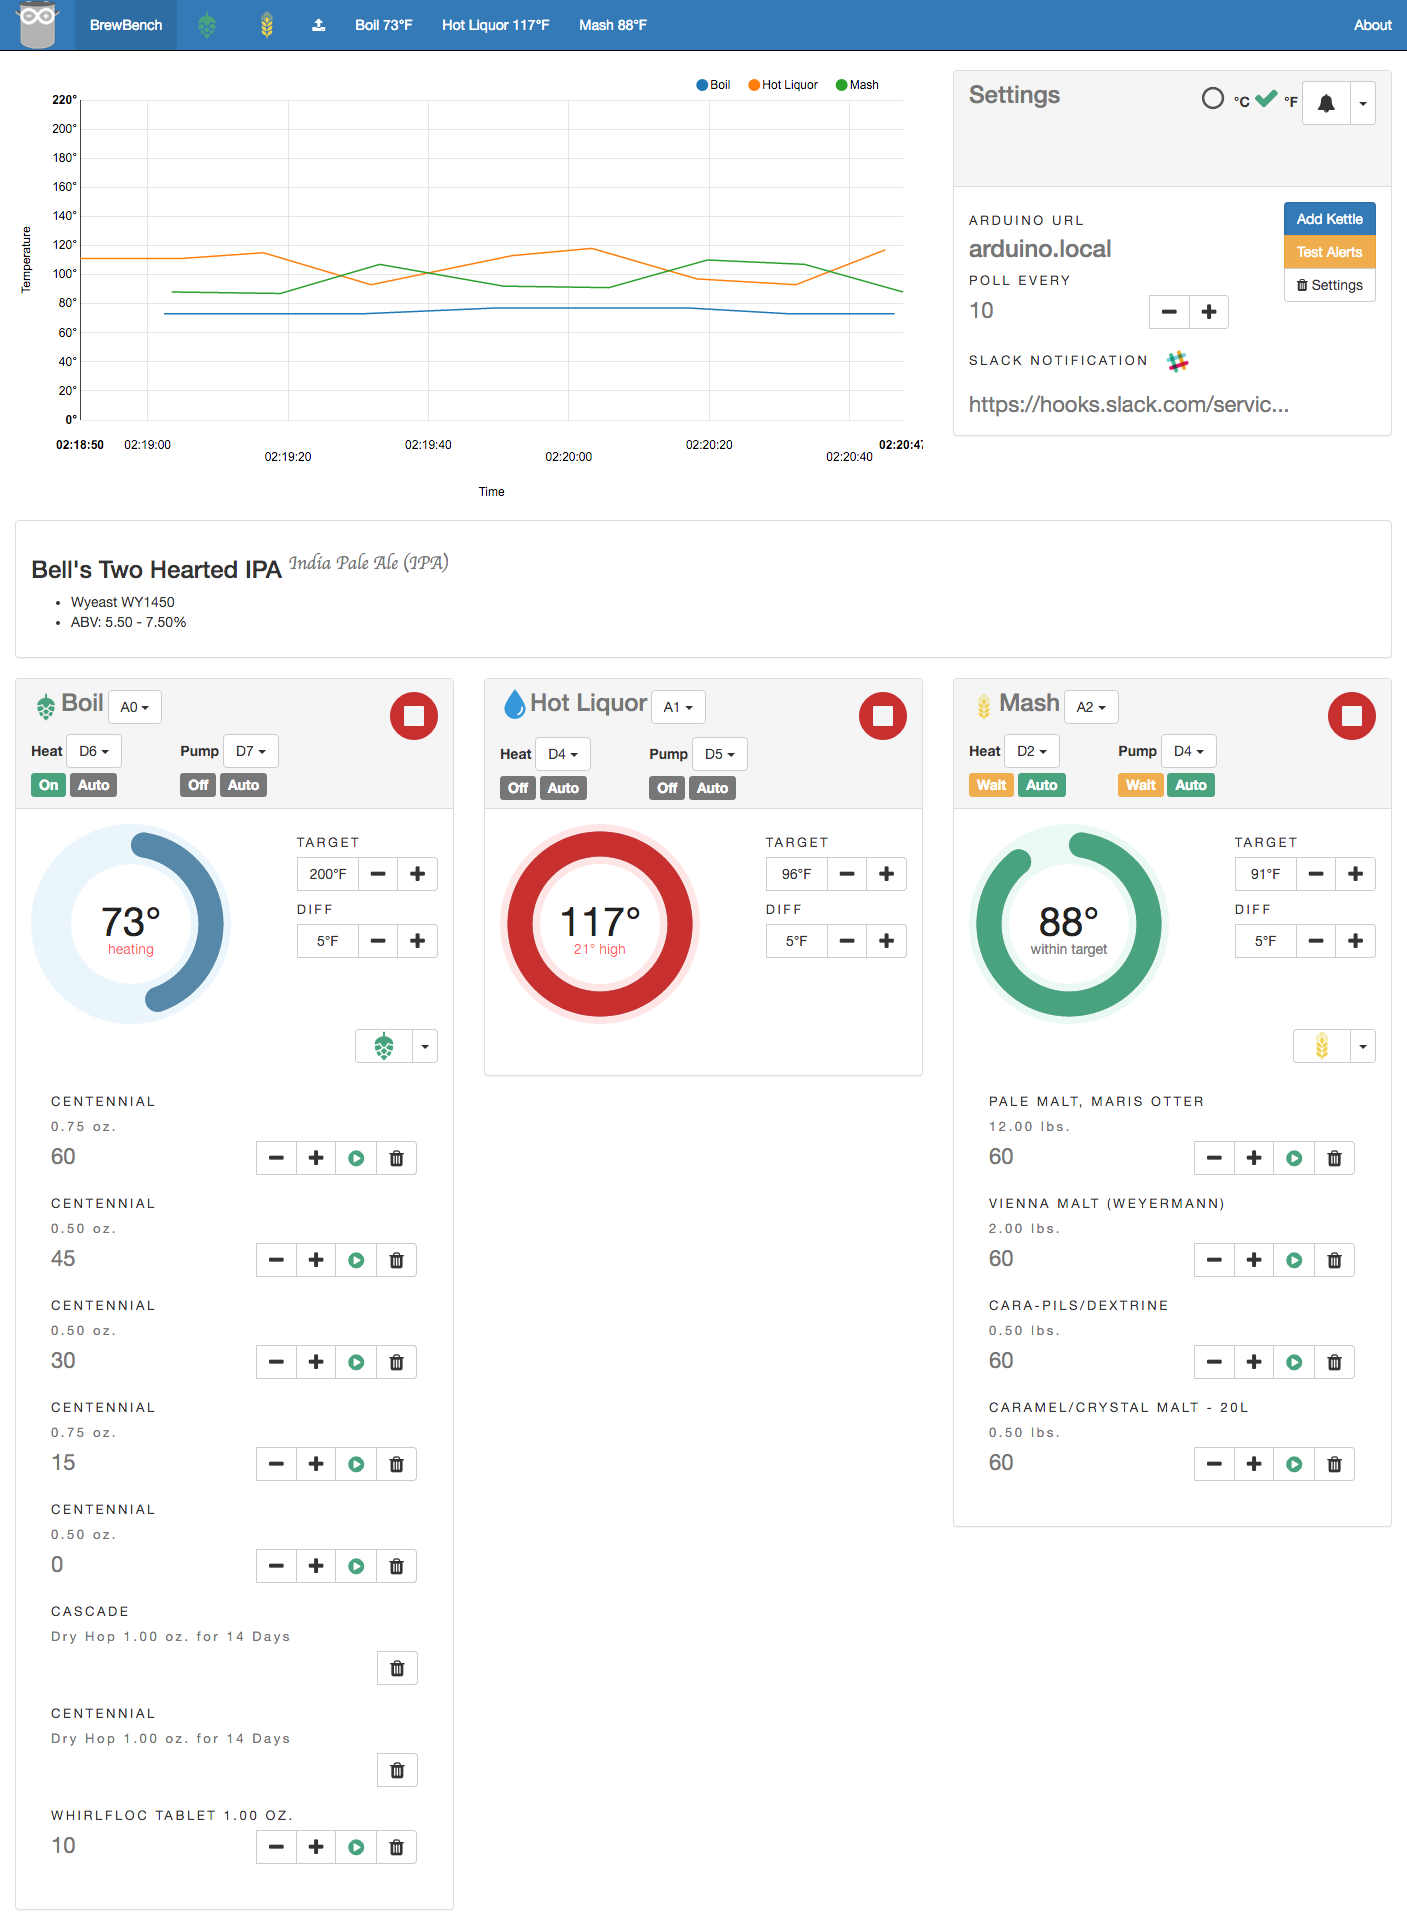 BrewBench Boil 73°F Hot Liquor 117°F Mash 88°F About
Boil Hot Liquor Mash
220°
200°
180°
160°
140°
120°
100°
80°
60°
40°
20°
0°
Temperature
02:18:50 02:19:00 02:19:20 02:19:40 02:20:00 02:20:20 02:20:40 02:20:47
Time
Settings °C °F
ARDUINO URL
arduino.local
POLL EVERY
10
Add Kettle
Test Alerts
Settings
SLACK NOTIFICATION
https://hooks.slack.com/servic...
Bell's Two Hearted IPA India Pale Ale (IPA)
• Wyeast WY1450
• ABV: 5.50 - 7.50%
Boil A0
Heat D6 Pump D7
On Auto Off Auto
73°
heating
TARGET
200°F
DIFF
5°F
CENTENNIAL
0.75 oz.
60
CENTENNIAL
0.50 oz.
45
CENTENNIAL
0.50 oz.
30
CENTENNIAL
0.75 oz.
15
CENTENNIAL
0.50 oz.
0
CASCADE
Dry Hop 1.00 oz. for 14 Days
CENTENNIAL
Dry Hop 1.00 oz. for 14 Days
WHIRLFLOC TABLET 1.00 OZ.
10
Hot Liquor A1
Heat D4 Pump D5
Off Auto Off Auto
117°
21° high
TARGET
96°F
DIFF
5°F
Mash A2
Heat D2 Pump D4
Wait Auto Wait Auto
88°
within target
TARGET
91°F
DIFF
5°F
PALE MALT, MARIS OTTER
12.00 lbs.
60
VIENNA MALT (WEYERMANN)
2.00 lbs.
60
CARA-PILS/DEXTRINE
0.50 lbs.
60
CARAMEL/CRYSTAL MALT - 20L
0.50 lbs.
60